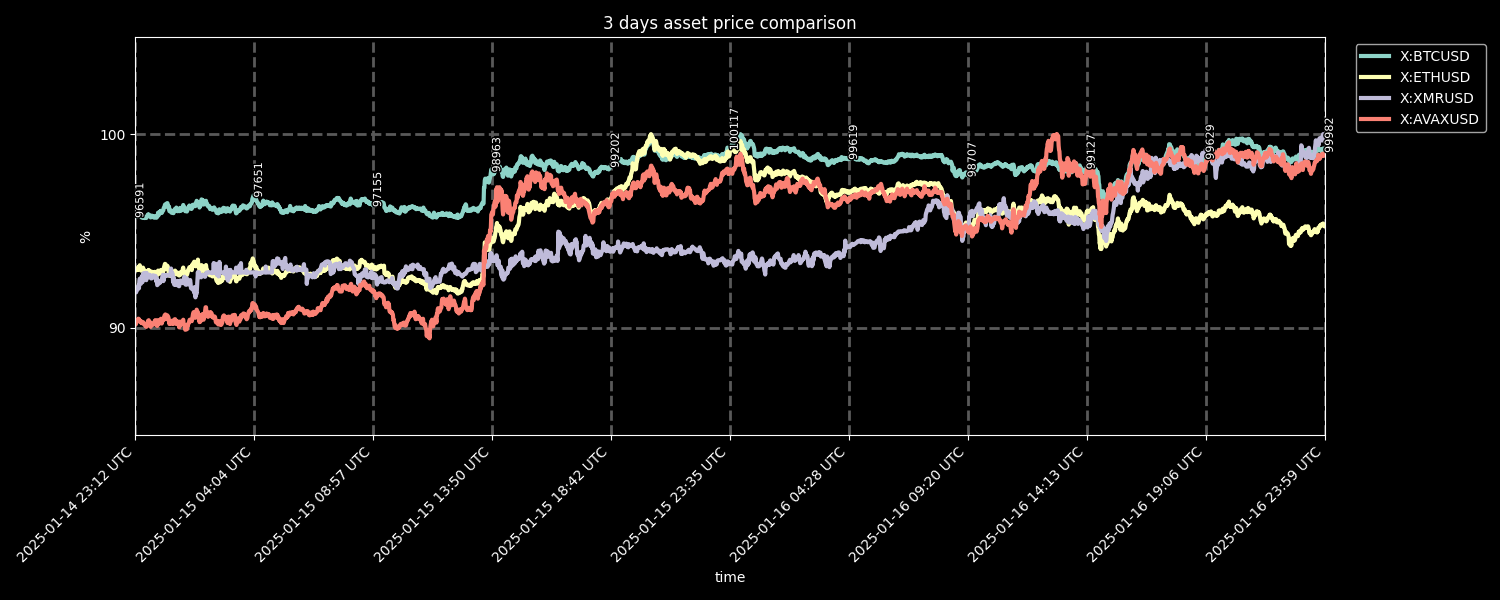 3 days asset price comparison
X:BTCUSD
X:ETHUSD
X:XMRUSD
X:AVAXUSD
100
90
%
96591
97651
97155
98963
99202
100117
99619
98707
99127
99629
99982
2025-01-14 23:12 UTC
2025-01-15 04:04 UTC
2025-01-15 08:57 UTC
2025-01-15 13:50 UTC
2025-01-15 18:42 UTC
2025-01-15 23:35 UTC
2025-01-16 04:28 UTC
2025-01-16 09:20 UTC
2025-01-16 14:13 UTC
2025-01-16 19:06 UTC
2025-01-16 23:59 UTC
time